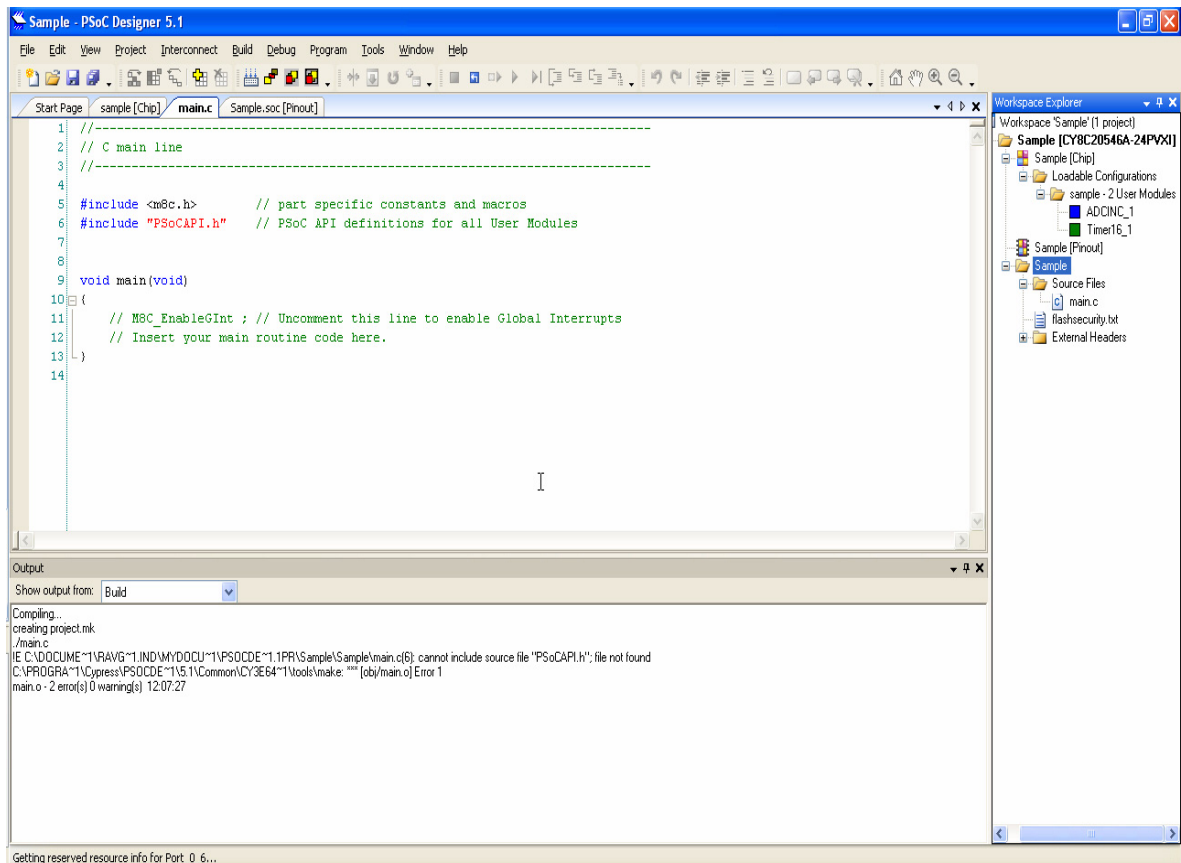 Sample - PSoC Designer 5.1
File Edit View Project Interconnect Build Debug Program Tools Window Help
Start Page sample [Chip] main.c Sample.soc [Pinout]
1 //----------------------------------------------------------------------------
2 // C main line
3 //----------------------------------------------------------------------------
4
5 #include <m8c.h> // part specific constants and macros
6 #include "PSoCAPI.h" // PSoC API definitions for all User Modules
7
8
9 void main(void)
10 {
11 // M8C_EnableGInt ; // Uncomment this line to enable Global Interrupts
12 // Insert your main routine code here.
13 }
14
Workspace Explorer
Workspace 'Sample' (1 project)
Sample [CY8C20546A-24PVXI]
Sample [Chip]
Loadable Configurations
sample - 2 User Modules
ADCINC_1
Timer16_1
Sample [Pinout]
Sample
Source Files
main.c
flashsecurity.txt
External Headers
Output
Show output from: Build
Compiling...
creating project.mk
./main.c
!E C:\DOCUME~1\RAVG~1.IND\MYDOCU~1\PSOCDE~1.1PR\Sample\Sample\main.c(6): cannot include source file "PSoCAPI.h"; file not found
C:\PROGRA~1\Cypress\PSOCDE~1\5.1\Common\CY3E64~1\tools\make: *** [obj/main.o] Error 1
main.o - 2 error(s) 0 warning(s) 12:07:27
Getting reserved resource info for Port_0_6...